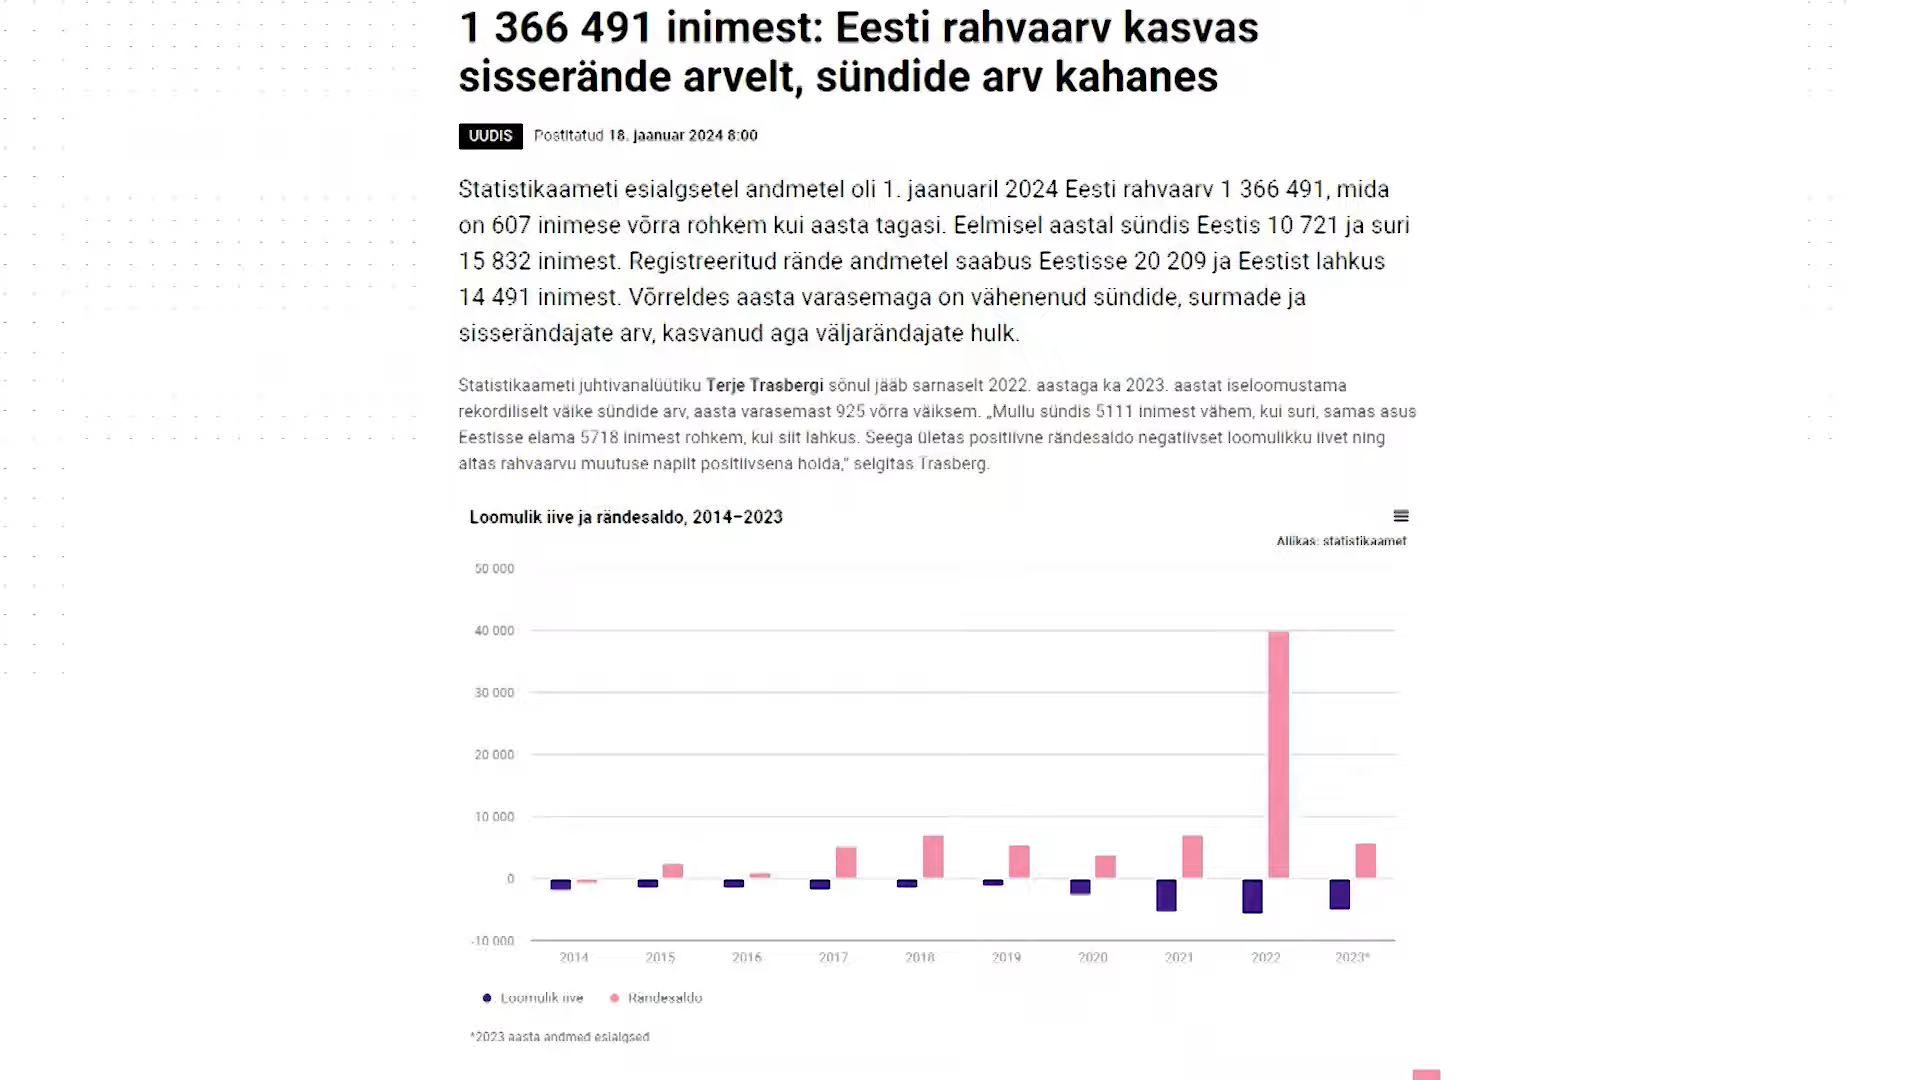 1 366 491 inimest: Eesti rahvaarv kasvas
sisserände arvelt, sündide arv kahanes
UUDIS Postitatud 18. jaanuar 2024 8:00
Statistikaameti esialgsetel andmetel oli 1. jaanuaril 2024 Eesti rahvaarv 1 366 491, mida
on 607 inimese võrra rohkem kui aasta tagasi. Eelmisel aastal sündis Eestis 10 721 ja suri
15 832 inimest. Registreeritud rände andmetel saabus Eestisse 20 209 ja Eestist lahkus
14 491 inimest. Võrreldes aasta varasemaga on vähenenud sündide, surmade ja
sisserändajate arv, kasvanud aga väljarändajate hulk.
Statistikaameti juhtivanalüütiku Terje Trasbergi sõnul jääb sarnaselt 2022. aastaga ka 2023. aastat iseloomustama
rekordiliselt väike sündide arv, aasta varasemast 925 võrra väiksem. „Mullu sündis 5111 inimest vähem, kui suri, samas asus
Eestisse elama 5718 inimest rohkem, kui siit lahkus. Seega ületas positiivne rändesaldo negatiivset loomulikku iivet ning
aitas rahvaarvu muutuse napilt positiivsena hoida,“ selgitas Trasberg.
Loomulik iive ja rändesaldo, 2014–2023
Allikas: statistikaamet
50 000
40 000
30 000
20 000
10 000
0
-10 000
2014 2015 2016 2017 2018 2019 2020 2021 2022 2023*
Loomulik iive Rändesaldo
*2023 aasta andmed esialgsed